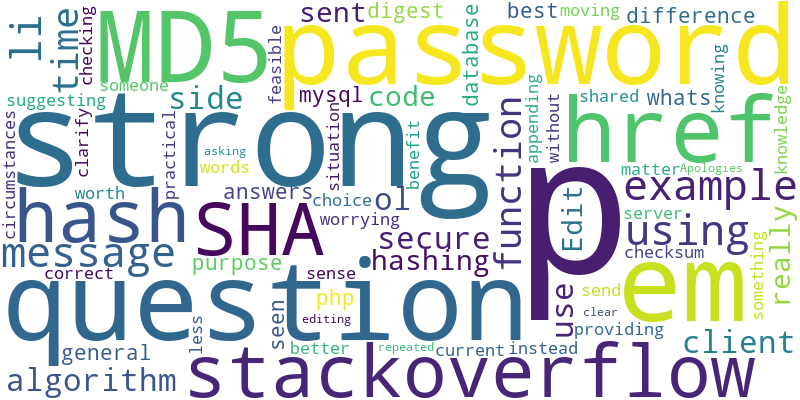 checking
li
time
MD5
sent
digest
best
moving
difference
password
database
feasible
someone
suggesting
side
mysql
code
shared
whats
knowing
strong
href
circumstances
clarify
practical
situation
benefit
appending
without
knowledge
asking
words
function
matter
Apologies
worth
answers
choice
ol
example
hash
SHA
worrying
p
Edit
server
using
message
secure
hashing
checksum
really
something
purpose
correct
sense
em
send
question
php
use
clear
editing
providing
less
seen
client
general
better
repeated
current
instead
algorithm
stackoverflow